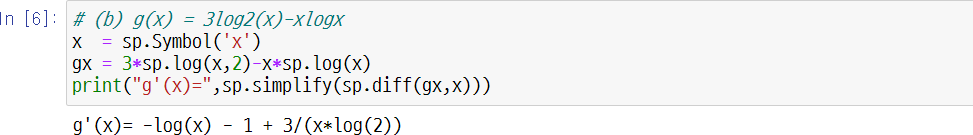 In [6]:
# (b) g(x) = 3log2(x)-xlogx
x  = sp.Symbol('x')
gx = 3*sp.log(x,2)-x*sp.log(x)
print("g'(x)=",sp.simplify(sp.diff(gx,x)))
g'(x)= -log(x) - 1 + 3/(x*log(2))